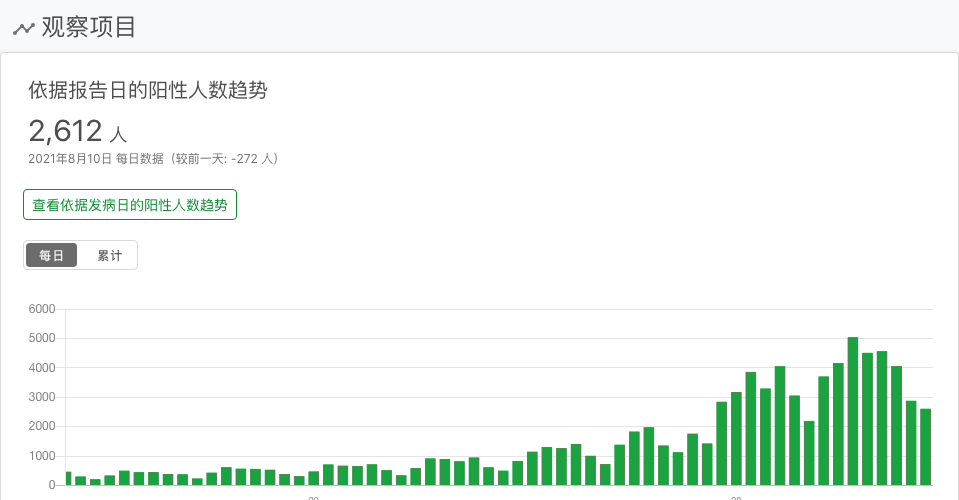 观察项目
依据报告日的阳性人数趋势
2,612 人
2021年8月10日 每日数据（较前一天: -272 人）
查看依据发病日的阳性人数趋势
每日 累计
6000
5000
4000
3000
2000
1000
0